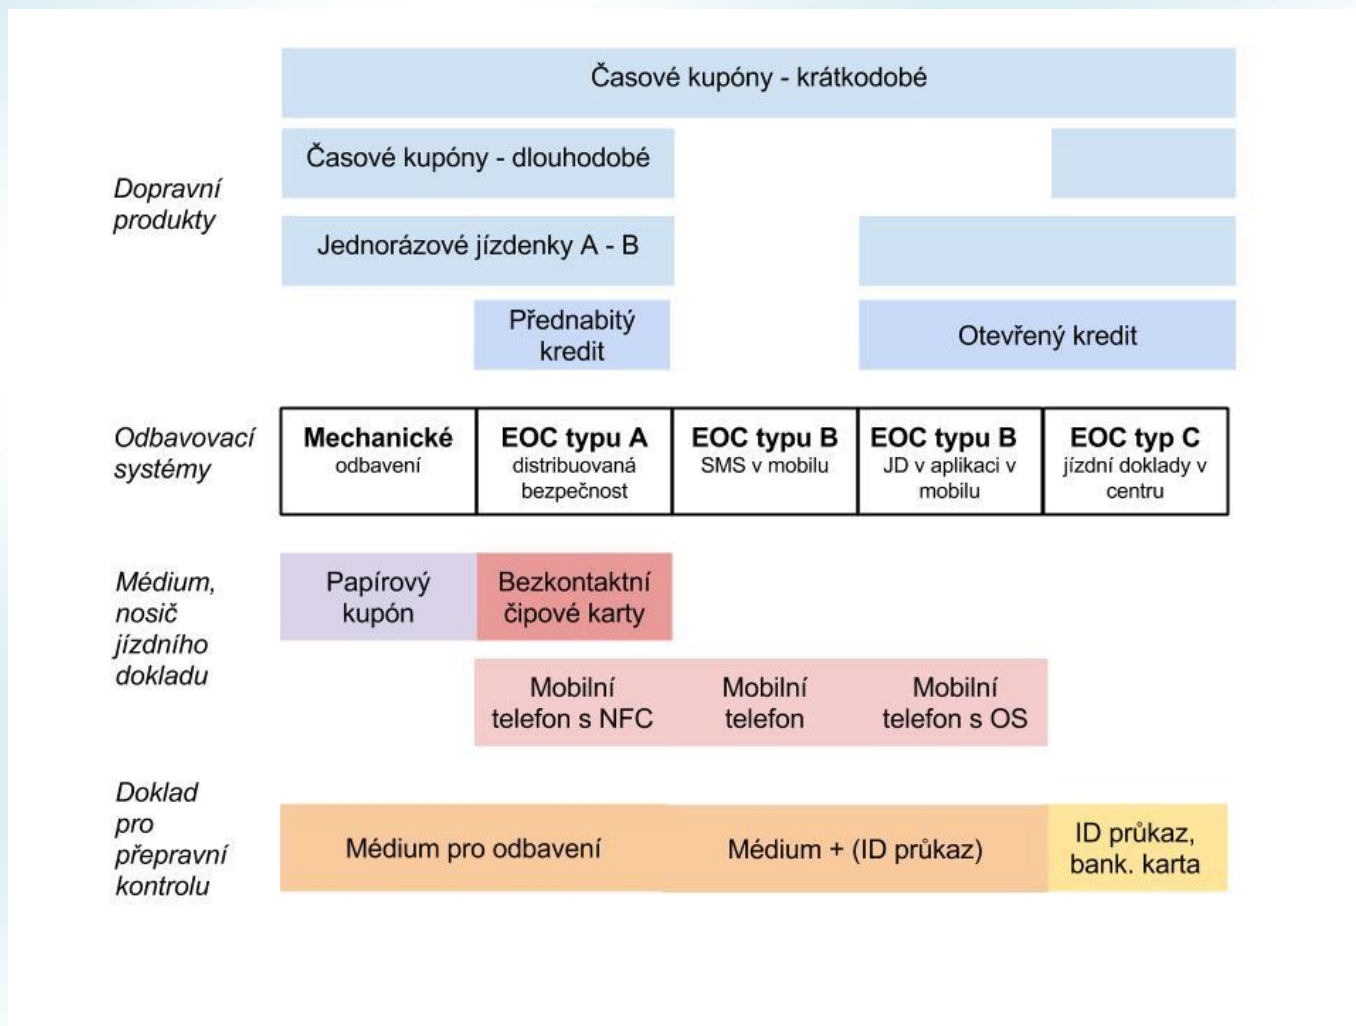 Časové kupóny - krátkodobé
Časové kupóny - dlouhodobé
Dopravní
produkty
Jednorázové jízdenky A - B
Přednabitý
kredit
Otevřený kredit
Odbavovací
systémy
Mechanické
odbavení
EOC typu A
distribuovaná
bezpečnost
EOC typu B
SMS v mobilu
EOC typu B
JD v aplikaci v
mobilu
EOC typ C
jízdní doklady v
centru
Médium,
nosič
jízdního
dokladu
Papírový
kupón
Bezkontaktní
čipové karty
Mobilní
telefon s NFC
Mobilní
telefon
Mobilní
telefon s OS
Doklad
pro
přepravní
kontrolu
Médium pro odbavení
Médium + (ID průkaz)
ID průkaz,
bank. karta